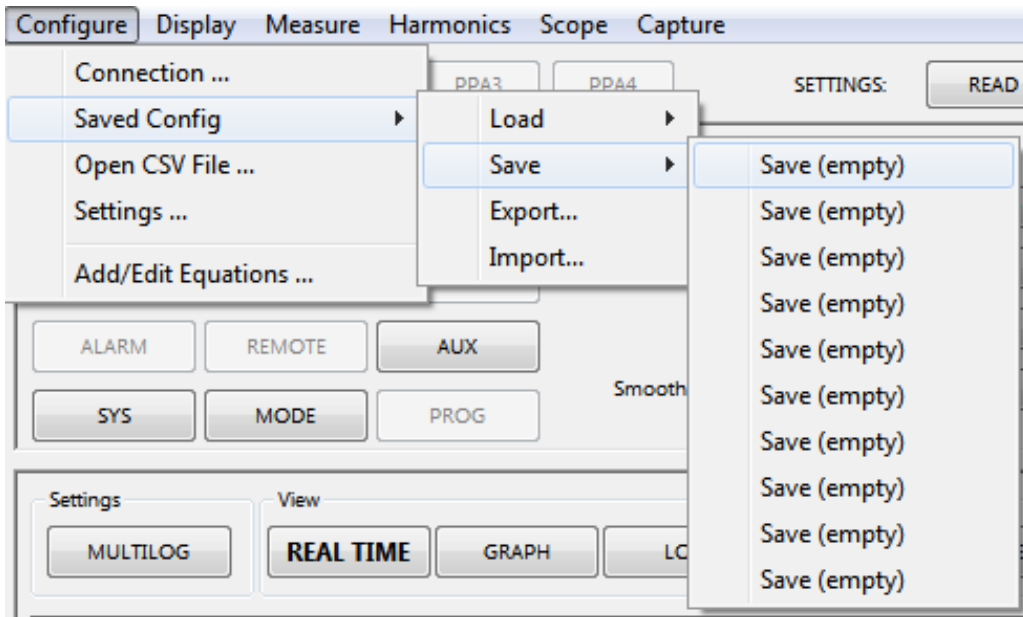 Configure Display Measure Harmonics Scope Capture
Connection ...
Saved Config
Open CSV File ...
Settings ...
Add/Edit Equations ...
PPA3 PPA4 SETTINGS: READ
Load
Save
Export...
Import...
Save (empty)
Save (empty)
Save (empty)
Save (empty)
Save (empty)
Save (empty)
Save (empty)
Save (empty)
Save (empty)
Save (empty)
ALARM REMOTE AUX
Smooth
SYS MODE PROG
Settings View
MULTILOG REAL TIME GRAPH